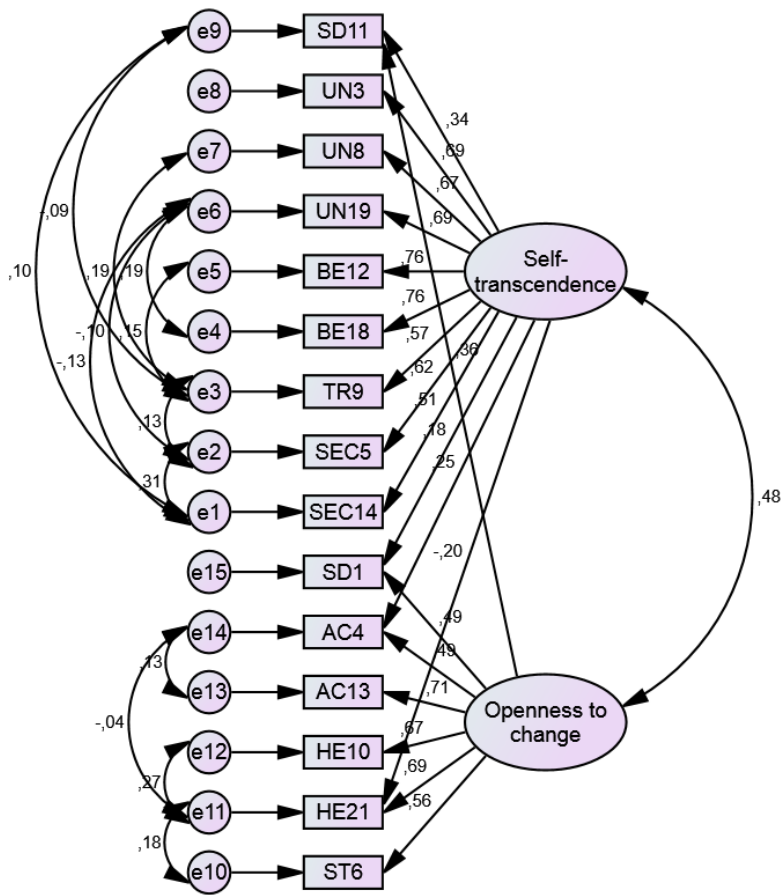 e9
SD11
e8
UN3
,34
e7
UN8
,69
,67
-,09
e6
UN19
,69
Self-
transcendence
,10
,19
,19
e5
BE12
,76
,76
-,10
,15
e4
BE18
,57
,36
-,13
,62
e3
TR9
,51
,13
e2
SEC5
,18
,25
,31
e1
SEC14
,48
-,20
e15
SD1
,49
e14
AC4
,49
,13
e13
AC13
,71
Openness to
change
-,04
,67
e12
HE10
,69
,27
e11
HE21
,56
,18
e10
ST6